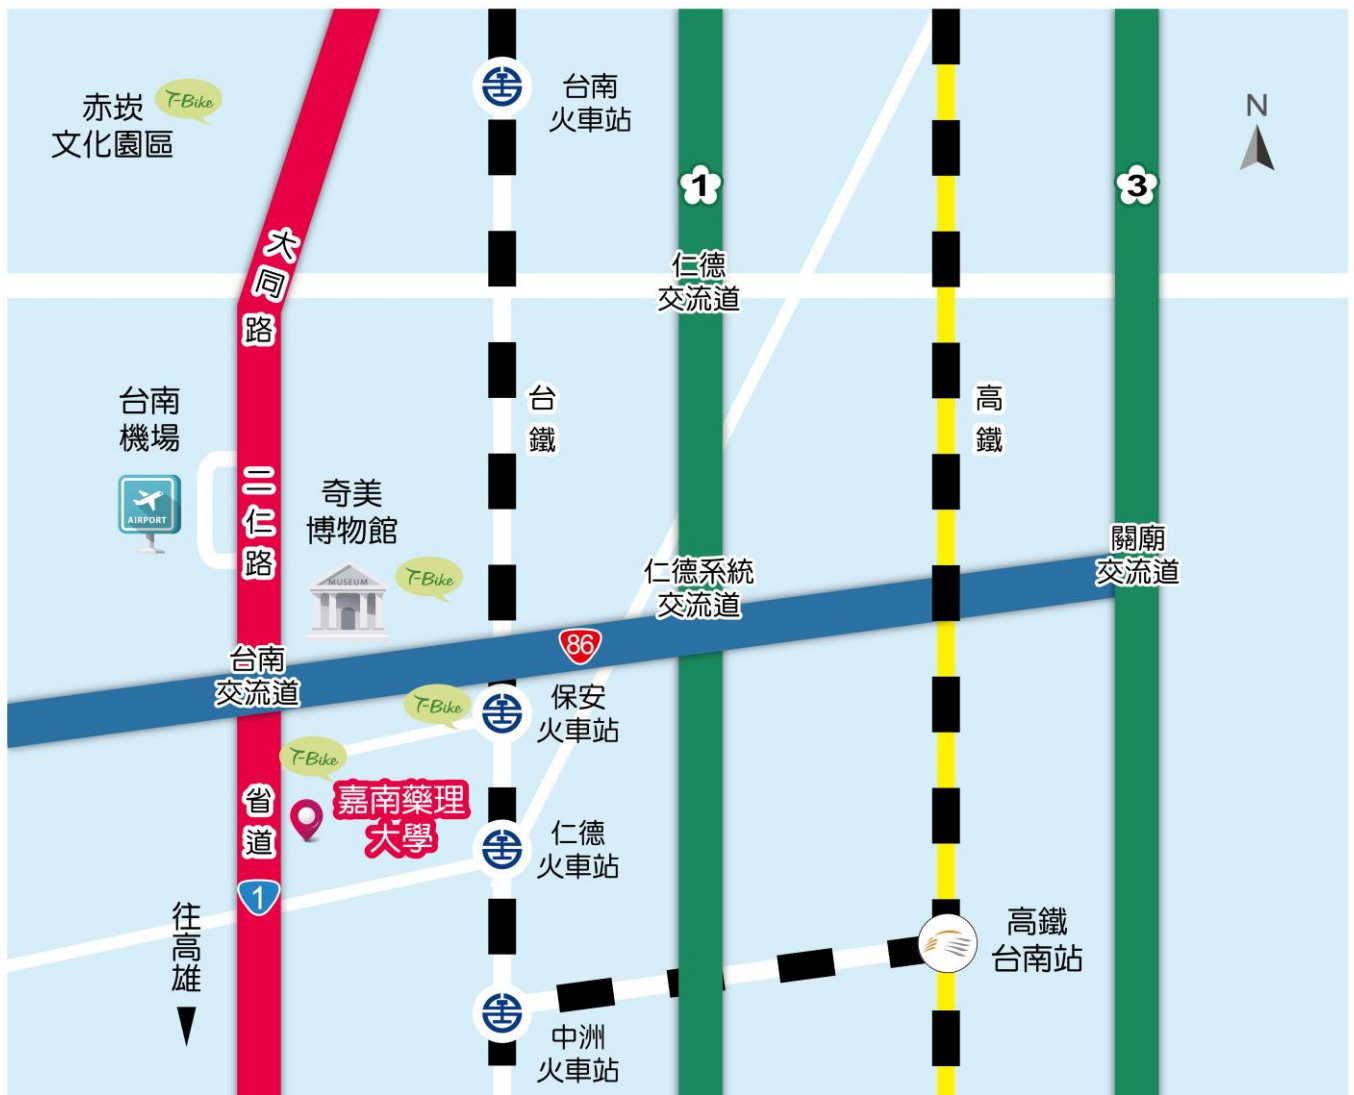 台南
火車站
赤崁
文化園區
T-Bike
N
1
3
大同路
仁德
交流道
台鐵
高鐵
台南
機場
AIRPORT
二仁路
奇美
博物館
MUSEUM
T-Bike
仁德系統
交流道
關廟
交流道
86
台南
交流道
T-Bike
保安
火車站
T-Bike
省道
1
嘉南藥理
大學
仁德
火車站
往高雄
高鐵
台南站
中洲
火車站